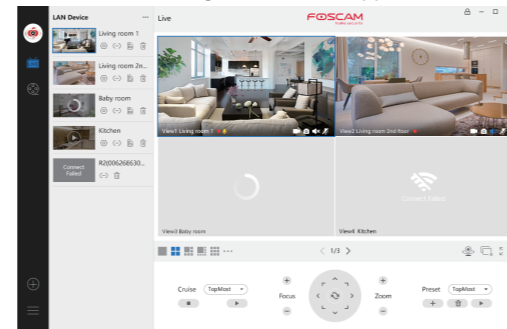 LAN Device ...
Live
FOSCAM
Living room 1
Living room 2n...
Baby room
Kitchen
Connect
Failed
R2(006268630...
View1 Living room 1
View2 Living room 2nd floor
View3 Baby room
Connect Failed
View4 Kitchen
1/3
Cruise
TopMost
Focus
Zoom
Preset
TopMost